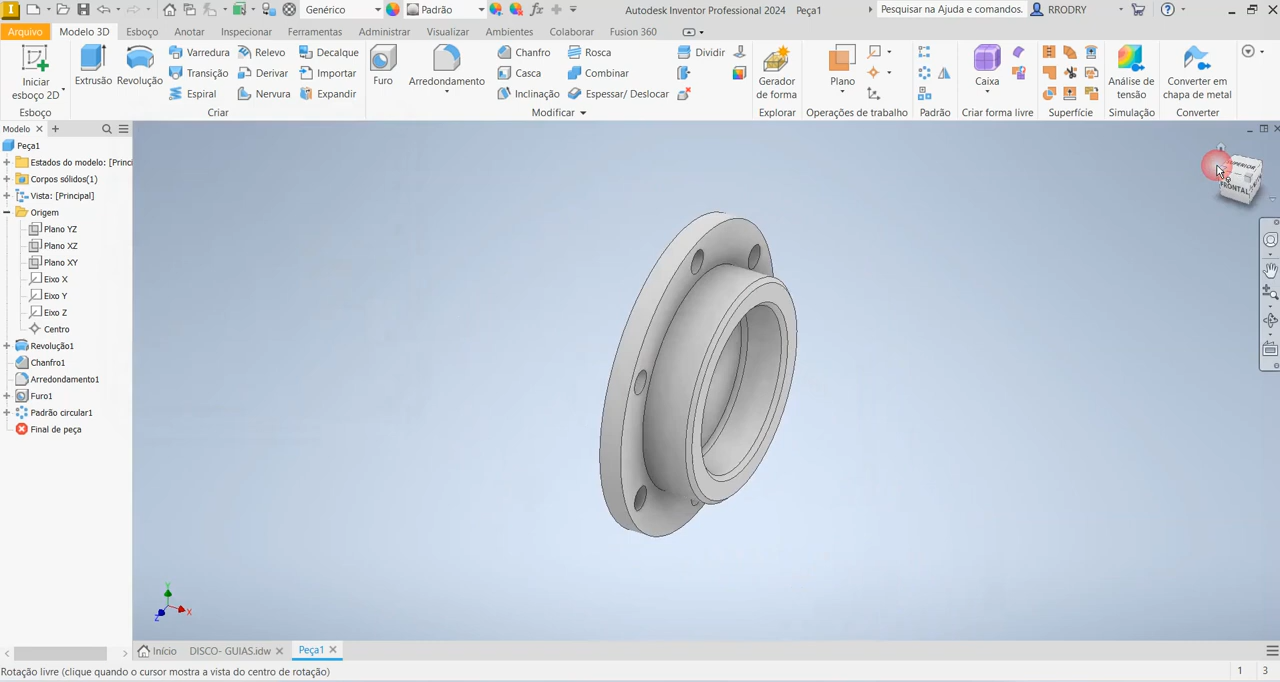 Genérico Padrão Autodesk Inventor Professional 2024 Peça1 Pesquisar na Ajuda e comandos. RRODRY
Arquivo Modelo 3D Esboço Anotar Inspecionar Ferramentas Administrar Visualizar Ambientes Colaborar Fusion 360
Iniciar
esboço 2D
Esboço
Extrusão Revolução
Varredura Relevo Decalque
Transição Derivar Importar
Espiral Nervura Expandir
Criar
Furo Arredondamento
Chanfro Rosca Dividir
Casca Combinar
Inclinação Espessar/ Deslocar
Modificar
Gerador
de forma
Explorar
Plano
Operações de trabalho
Padrão
Caixa
Criar forma livre
Superfície
Análise de
tensão
Simulação
Converter em
chapa de metal
Converter
Modelo
Peça1
Estados do modelo: [Princi
Corpos sólidos(1)
Vista: [Principal]
Origem
Plano YZ
Plano XZ
Plano XY
Eixo X
Eixo Y
Eixo Z
Centro
Revolução1
Chanfro1
Arredondamento1
Furo1
Padrão circular1
Final de peça
SUPERIOR
FRONTAL
Y
X
Z
Início DISCO- GUIAS.idw Peça1
Rotação livre (clique quando o cursor mostra a vista do centro de rotação) 1 3